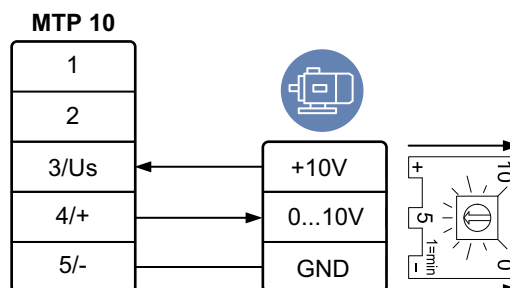 MTP 10
1
2
3/Us
4/+
5/-
+10V
0...10V
GND
+ 10
5
1=min
- 0